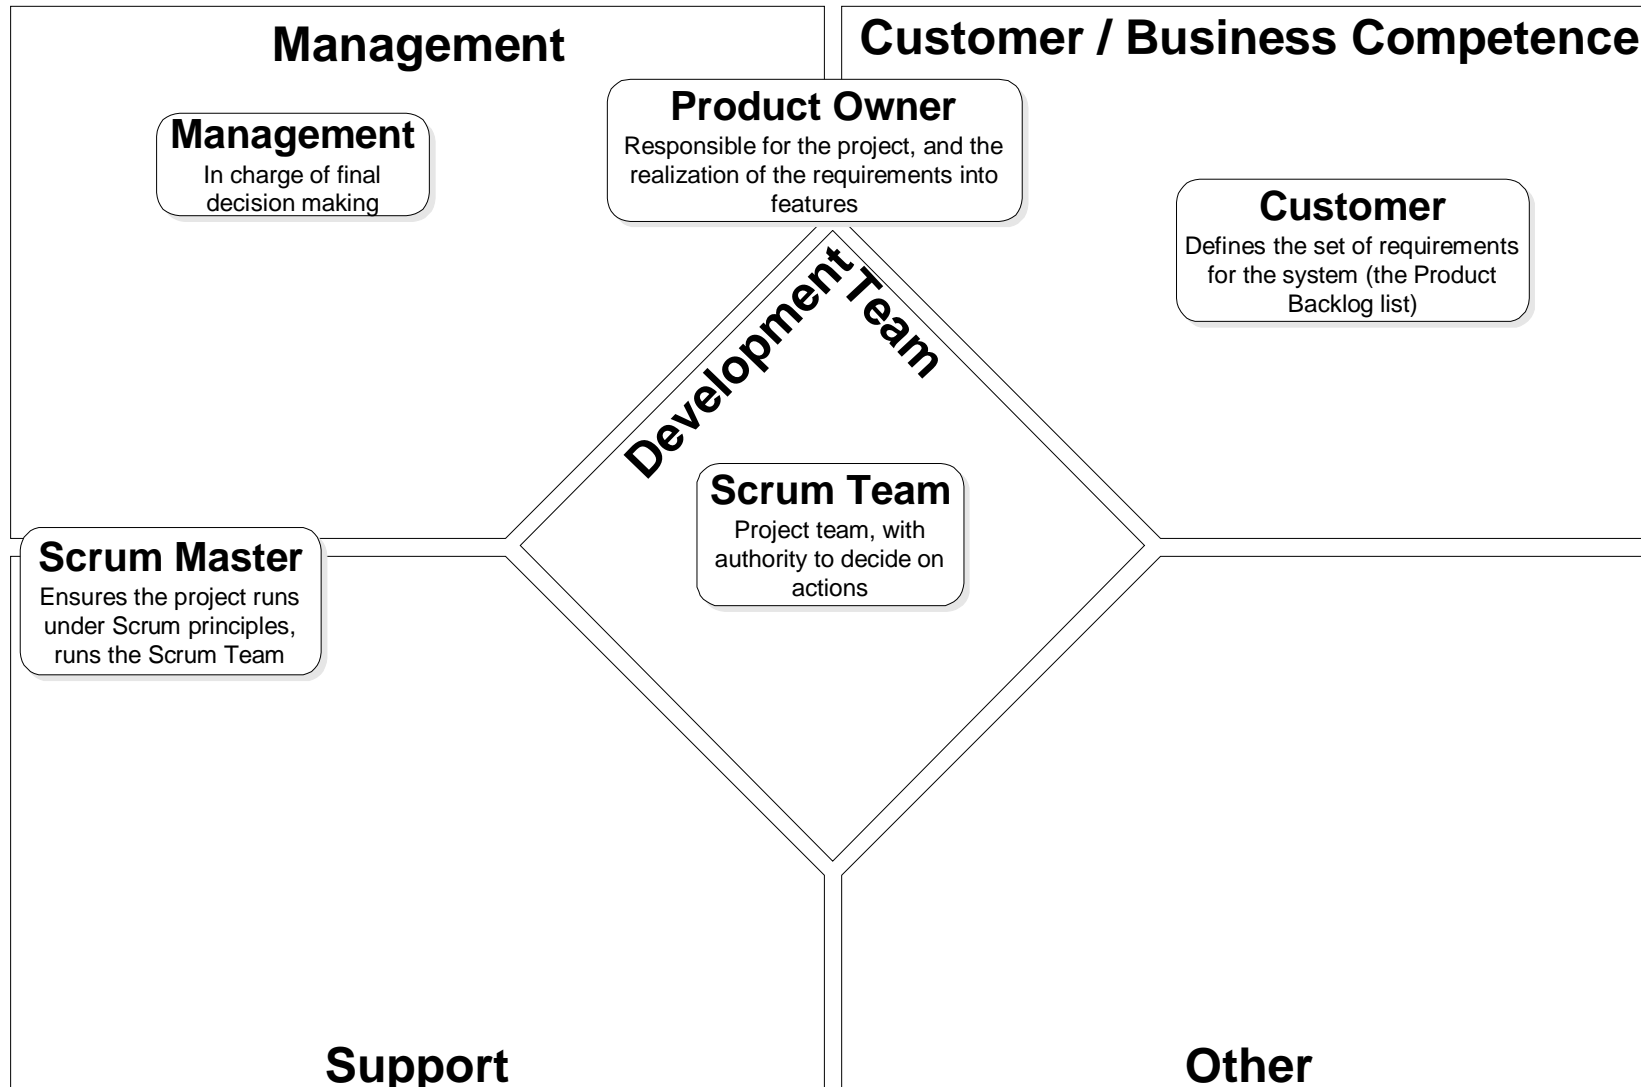 Management
Customer / Business Competence
Management
In charge of final
decision making
Product Owner
Responsible for the project, and the
realization of the requirements into
features
Customer
Defines the set of requirements
for the system (the Product
Backlog list)
Development
Team
Scrum Team
Project team, with
authority to decide on
actions
Scrum Master
Ensures the project runs
under Scrum principles,
runs the Scrum Team
Support
Other